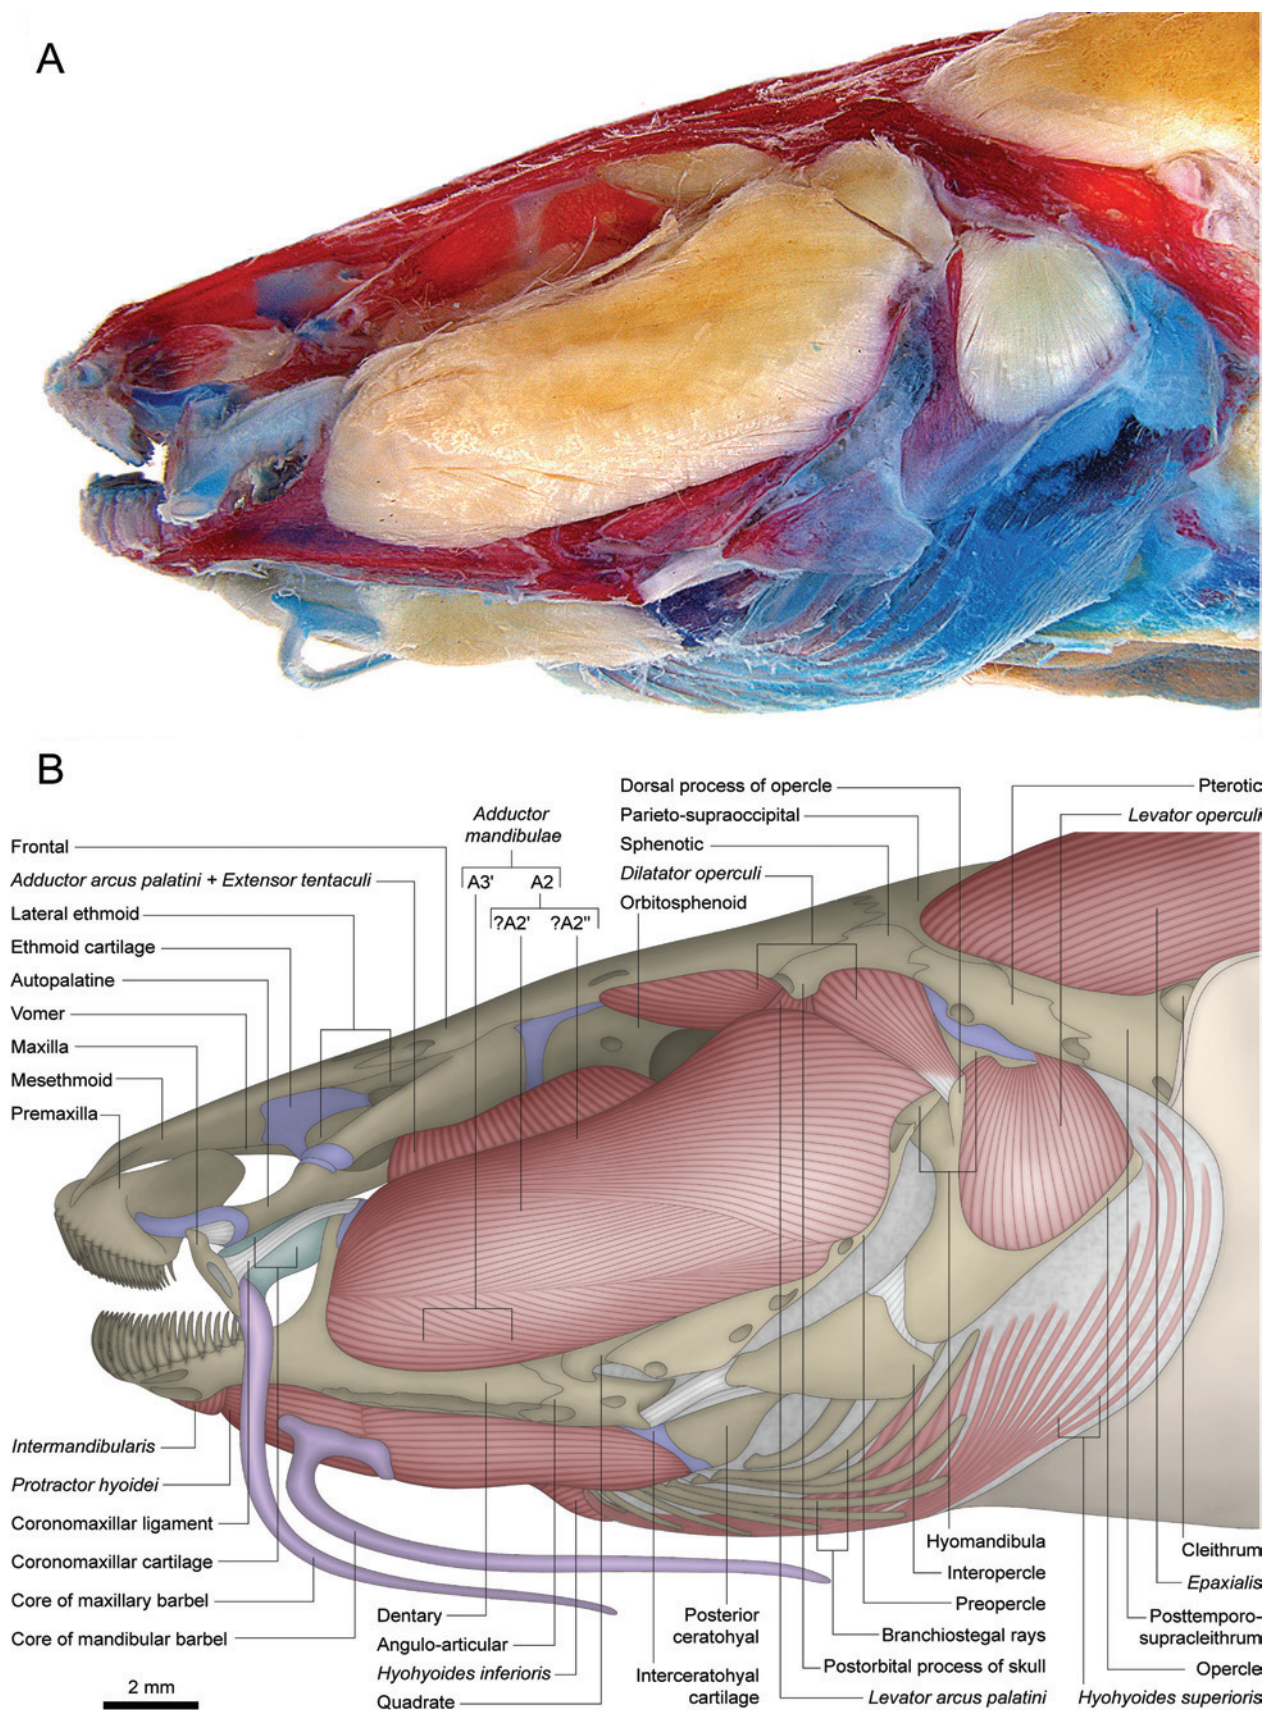 A
B
Frontal
Adductor arcus palatini + Extensor tentaculi
Lateral ethmoid
Ethmoid cartilage
Autopalatine
Vomer
Maxilla
Mesethmoid
Premaxilla
Adductor
mandibulae
A3' A2
?A2' ?A2"
Dorsal process of opercle
Parieto-supraoccipital
Sphenotic
Dilatator operculi
Orbitosphenoid
Pterotic
Levator operculi
Intermandibularis
Protractor hyoidei
Coronomaxillar ligament
Coronomaxillar cartilage
Core of maxillary barbel
Core of mandibular barbel
2 mm
Dentary
Angulo-articular
Hyohyoides inferioris
Quadrate
Posterior
ceratohyal
Interceratohyal
cartilage
Hyomandibula
Interopercle
Preopercle
Branchiostegal rays
Postorbital process of skull
Levator arcus palatini
Cleithrum
Epaxialis
Posttemporo-
supracleithrum
Opercle
Hyohyoides superioris